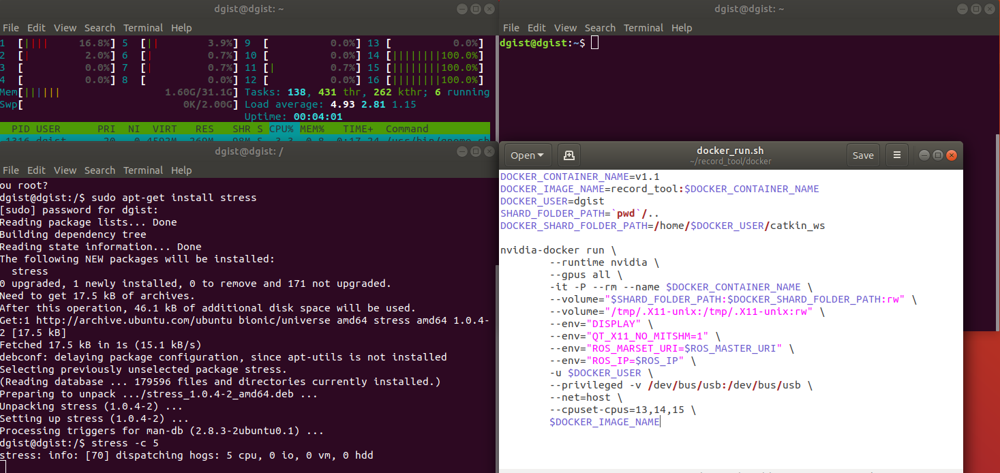 dgist@dgist: ~
File Edit View Search Terminal Help
1 [|||| 16.8%] 5 [|| 3.9%] 9 [ 0.0%] 13 [ 0.0%]
2 [| 2.0%] 6 [| 0.7%] 10 [ 0.0%] 14 [||||||||100.0%]
3 [ 0.0%] 7 [| 0.7%] 11 [| 0.7%] 15 [||||||||100.0%]
4 [ 0.0%] 8 [ 0.0%] 12 [ 0.0%] 16 [||||||||100.0%]
Mem[|||||| 1.60G/31.1G] Tasks: 138, 431 thr, 262 kthr; 6 running
Swp[ 0K/2.00G] Load average: 4.93 2.81 1.15
Uptime: 00:04:01
PID USER PRI NI VIRT RES SHR S CPU% MEM% TIME+ Command
1316 dgist 20 0 4592M 269M 98M S 3.3 0.8 0:17.24 /usr/bin/gnome-sh
dgist@dgist: ~
File Edit View Search Terminal Help
dgist@dgist:~$
dgist@dgist: /
File Edit View Search Terminal Help
ou root?
dgist@dgist:/$ sudo apt-get install stress
[sudo] password for dgist:
Reading package lists... Done
Building dependency tree
Reading state information... Done
The following NEW packages will be installed:
stress
0 upgraded, 1 newly installed, 0 to remove and 171 not upgraded.
Need to get 17.5 kB of archives.
After this operation, 46.1 kB of additional disk space will be used.
Get:1 http://archive.ubuntu.com/ubuntu bionic/universe amd64 stress amd64 1.0.4-
2 [17.5 kB]
Fetched 17.5 kB in 1s (15.1 kB/s)
debconf: delaying package configuration, since apt-utils is not installed
Selecting previously unselected package stress.
(Reading database ... 179596 files and directories currently installed.)
Preparing to unpack .../stress_1.0.4-2_amd64.deb ...
Unpacking stress (1.0.4-2) ...
Setting up stress (1.0.4-2) ...
Processing triggers for man-db (2.8.3-2ubuntu0.1) ...
dgist@dgist:/$ stress -c 5
stress: info: [70] dispatching hogs: 5 cpu, 0 io, 0 vm, 0 hdd
Open
docker_run.sh
~/record_tool/docker
Save
DOCKER_CONTAINER_NAME=v1.1
DOCKER_IMAGE_NAME=record_tool:$DOCKER_CONTAINER_NAME
DOCKER_USER=dgist
SHARD_FOLDER_PATH=`pwd`/..
DOCKER_SHARD_FOLDER_PATH=/home/$DOCKER_USER/catkin_ws
nvidia-docker run \
--runtime nvidia \
--gpus all \
-it -P --rm --name $DOCKER_CONTAINER_NAME \
--volume="$SHARD_FOLDER_PATH:$DOCKER_SHARD_FOLDER_PATH:rw" \
--volume="/tmp/.X11-unix:/tmp/.X11-unix:rw" \
--env="DISPLAY" \
--env="QT_X11_NO_MITSHM=1" \
--env="ROS_MARSET_URI=$ROS_MASTER_URI" \
--env="ROS_IP=$ROS_IP" \
-u $DOCKER_USER \
--privileged -v /dev/bus/usb:/dev/bus/usb \
--net=host \
--cpuset-cpus=13,14,15 \
$DOCKER_IMAGE_NAME